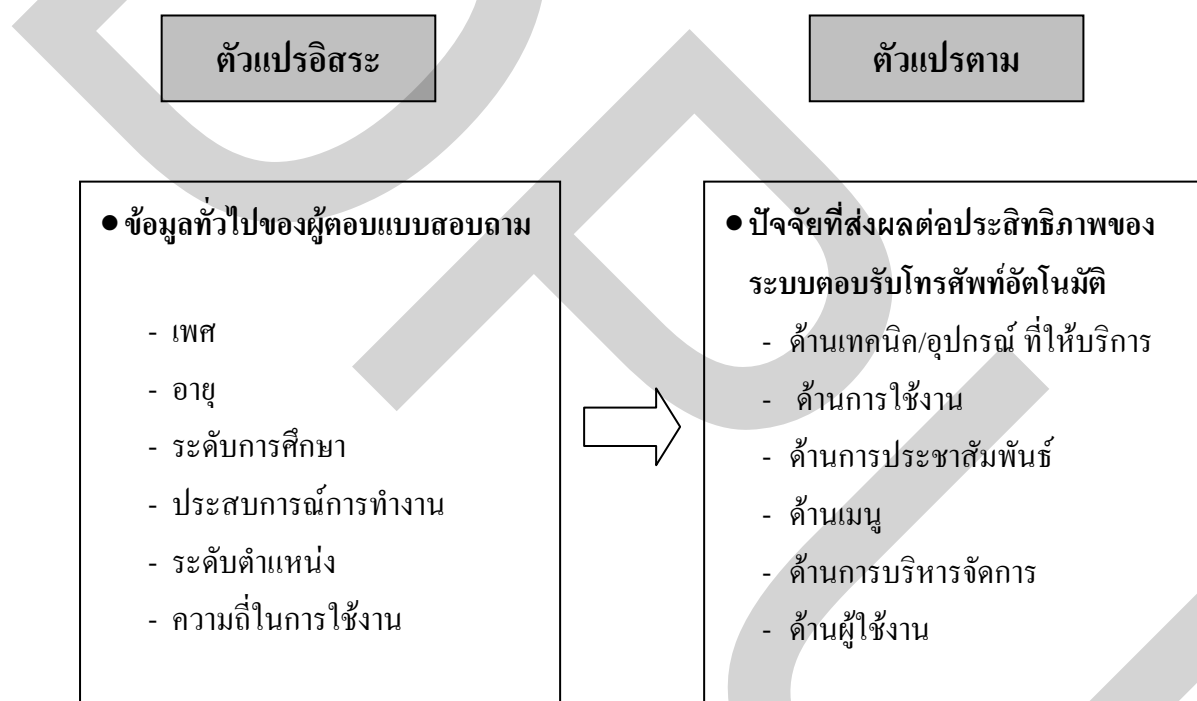 ตัวแปรอิสระ
ตัวแปรตาม
● ข้อมูลทั่วไปของผู้ตอบแบบสอบถาม
- เพศ
- อายุ
- ระดับการศึกษา
- ประสบการณ์การทำงาน
- ระดับตำแหน่ง
- ความถี่ในการใช้งาน
● ปัจจัยที่ส่งผลต่อประสิทธิภาพของ
ระบบตอบรับโทรศัพท์อัตโนมัติ
- ด้านเทคนิค/อุปกรณ์ ที่ให้บริการ
- ด้านการใช้งาน
- ด้านการประชาสัมพันธ์
- ด้านเมนู
- ด้านการบริหารจัดการ
- ด้านผู้ใช้งาน